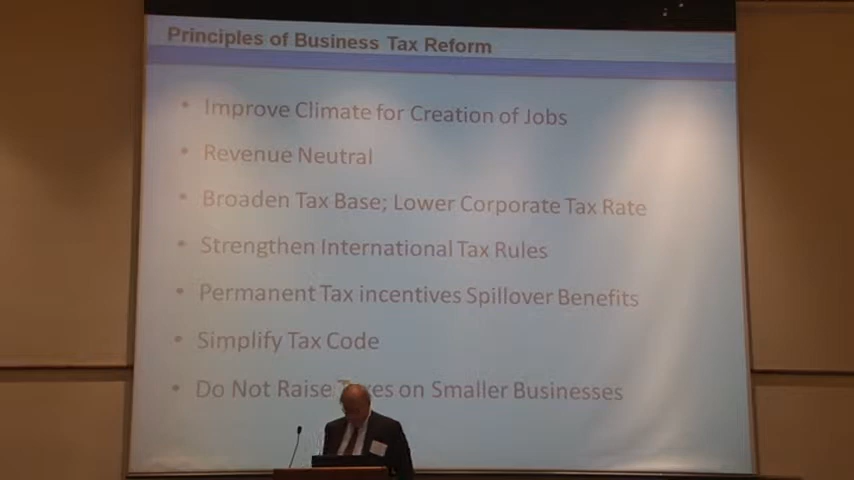 Principles of Business Tax Reform
• Improve Climate for Creation of Jobs
• Revenue Neutral
• Broaden Tax Base; Lower Corporate Tax Rate
• Strengthen International Tax Rules
• Permanent Tax incentives Spillover Benefits
• Simplify Tax Code
• Do Not Raise Taxes on Smaller Businesses